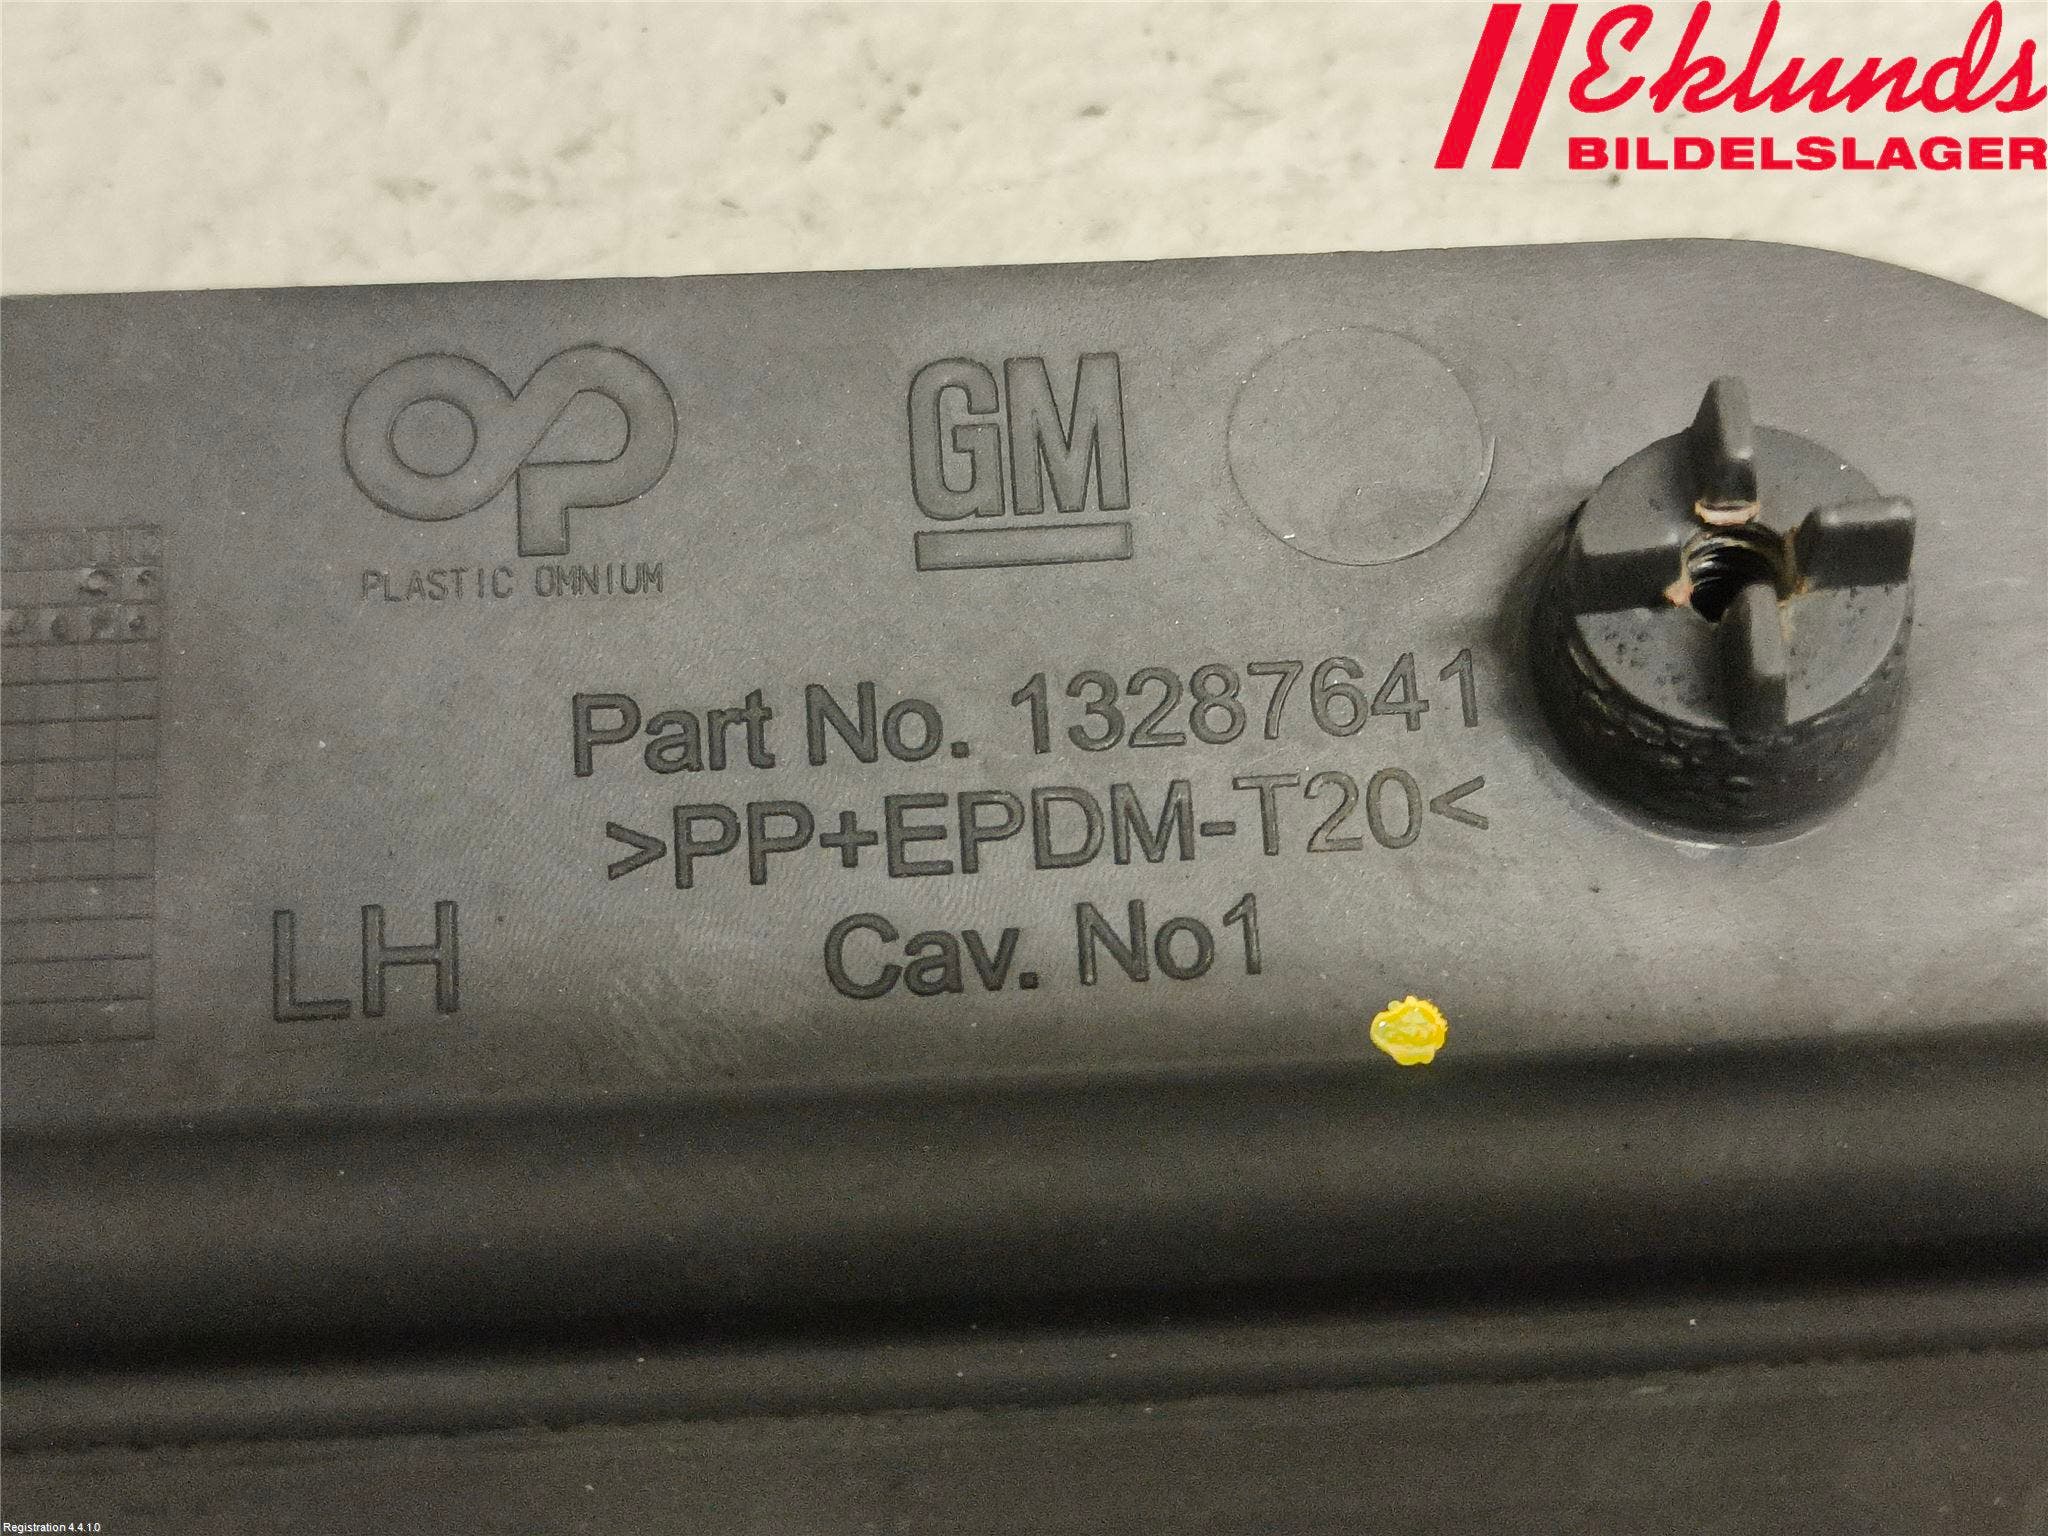 Eklunds
BILDELSLAGER
OP
GM
PLASTIC OMNIUM
Part No. 13287641
>PP+EPDM-T20<
LH
Cav. No1
Registration 4.4.1.0